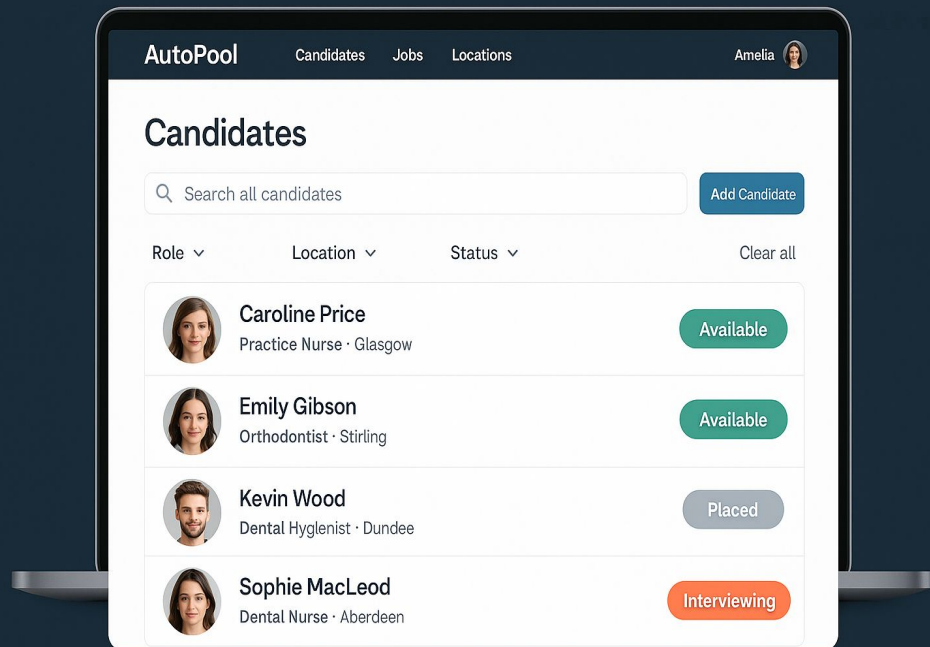 AutoPool Candidates Jobs Locations Amelia
Candidates
Search all candidates Add Candidate
Role Location Status Clear all
Caroline Price
Practice Nurse · Glasgow
Available
Emily Gibson
Orthodontist · Stirling
Available
Kevin Wood
Dental Hyglenist · Dundee
Placed
Sophie MacLeod
Dental Nurse · Aberdeen
Interviewing